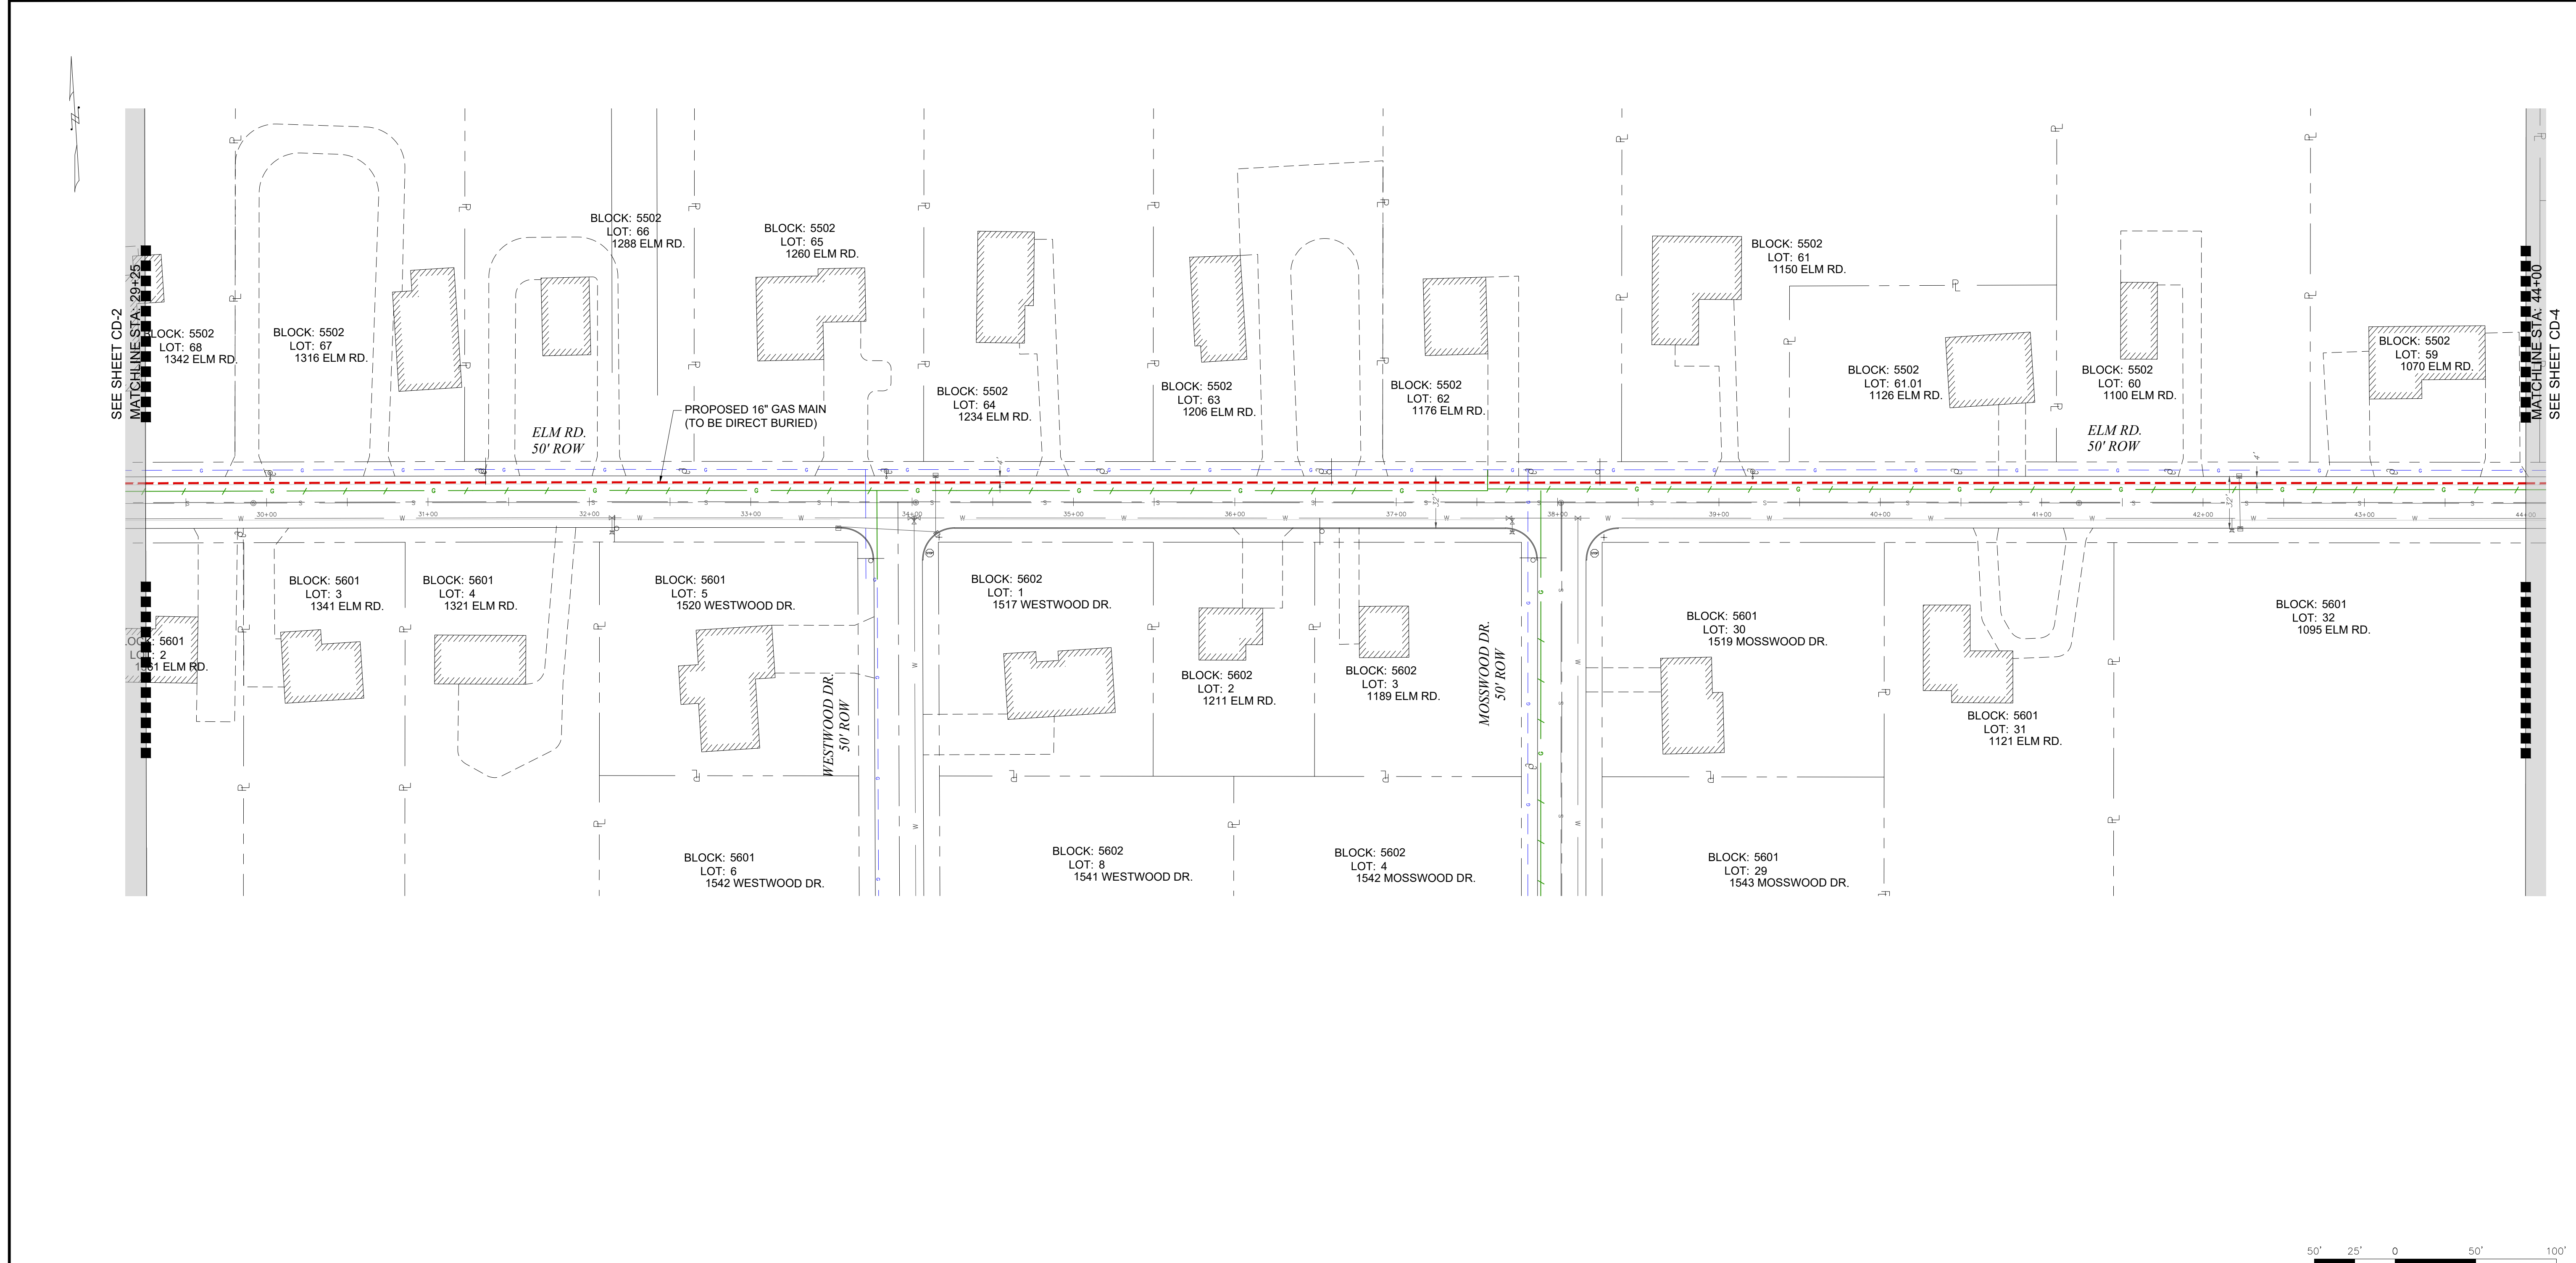 BLOCK: 5502
LOT: 66
1288 ELM RD.
BLOCK: 5502
LOT: 65
1260 ELM RD.
BLOCK: 5502
LOT: 61
1150 ELM RD.
SEE SHEET CD-2
MATCHLINE STA: 29+25
BLOCK: 5502
LOT: 68
1342 ELM RD.
BLOCK: 5502
LOT: 67
1316 ELM RD.
BLOCK: 5502
LOT: 64
1234 ELM RD.
BLOCK: 5502
LOT: 63
1206 ELM RD.
BLOCK: 5502
LOT: 62
1176 ELM RD.
BLOCK: 5502
LOT: 61.01
1126 ELM RD.
BLOCK: 5502
LOT: 60
1100 ELM RD.
BLOCK: 5502
LOT: 59
1070 ELM RD.
MATCHLINE STA: 44+00
SEE SHEET CD-4
PROPOSED 16" GAS MAIN
(TO BE DIRECT BURIED)
ELM RD.
50' ROW
ELM RD.
50' ROW
30+00 31+00 32+00 33+00 34+00 35+00 36+00 37+00 38+00 39+00 40+00 41+00 42+00 43+00 44+00
BLOCK: 5601
LOT: 2
ELM RD.
BLOCK: 5601
LOT: 3
1341 ELM RD.
BLOCK: 5601
LOT: 4
1321 ELM RD.
BLOCK: 5601
LOT: 5
1520 WESTWOOD DR.
BLOCK: 5602
LOT: 1
1517 WESTWOOD DR.
BLOCK: 5602
LOT: 2
1211 ELM RD.
BLOCK: 5602
LOT: 3
1189 ELM RD.
BLOCK: 5601
LOT: 30
1519 MOSSWOOD DR.
BLOCK: 5601
LOT: 31
1121 ELM RD.
BLOCK: 5601
LOT: 32
1095 ELM RD.
WESTWOOD DR.
50' ROW
MOSSWOOD DR.
50' ROW
BLOCK: 5601
LOT: 6
1542 WESTWOOD DR.
BLOCK: 5602
LOT: 8
1541 WESTWOOD DR.
BLOCK: 5602
LOT: 4
1542 MOSSWOOD DR.
BLOCK: 5601
LOT: 29
1543 MOSSWOOD DR.
50' 25' 0 50' 100'